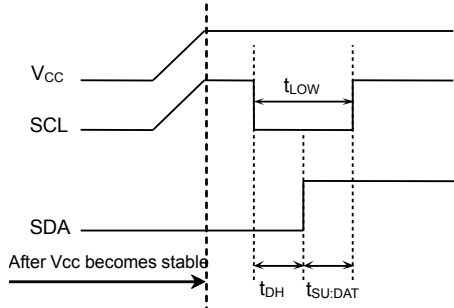 VCC
tLOW
SCL
SDA
After Vcc becomes stable
tDH
tSU:DAT